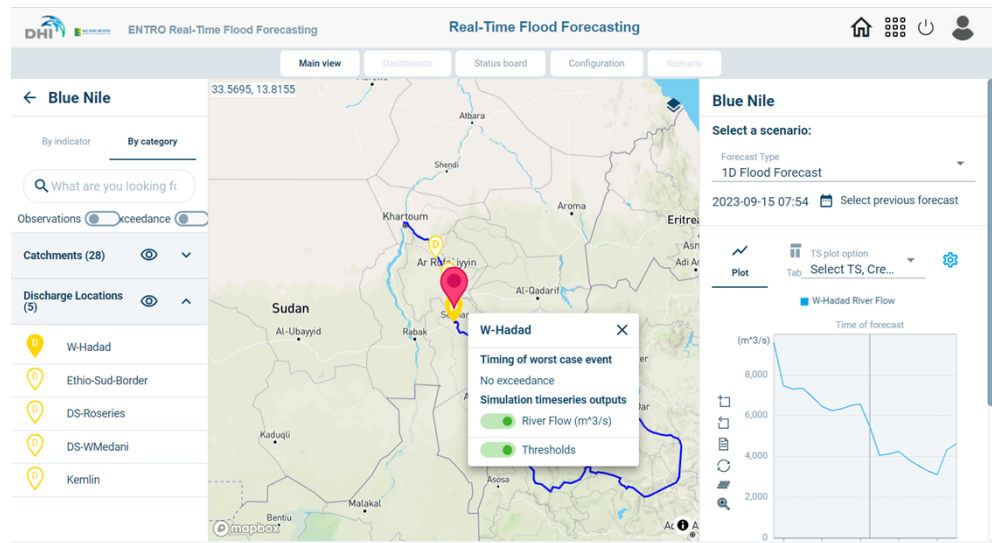 DHI
ENTRO Real-Time Flood Forecasting
Real-Time Flood Forecasting
Main view
Dashboards
Status board
Configuration
Scenario
Blue Nile
By indicator
By category
What are you looking fo
Observations
xceedance
Catchments (28)
Discharge Locations
(5)
D
W-Hadad
D
Ethio-Sud-Border
D
DS-Roseries
D
DS-WMedani
D
Kemlin
33.5695, 13.8155
Atbara
Shendi
Khartoum
Aroma
Eritre
D
Asn
Adi Ar
Al-Qadarif
Sudan
Al-Ubayyid
Rabak
Kaduqli
Malakal
Bentiu
Asosa
mapbox
W-Hadad
Timing of worst case event
No exceedance
Simulation timeseries outputs
River Flow (m^3/s)
Thresholds
Blue Nile
Select a scenario:
Forecast Type
1D Flood Forecast
2023-09-15 07:54
Select previous forecast
Plot
Tab
TS plot option
Select TS, Cre...
W-Hadad River Flow
Time of forecast
(m^3/s)
8,000
6,000
4,000
2,000
0